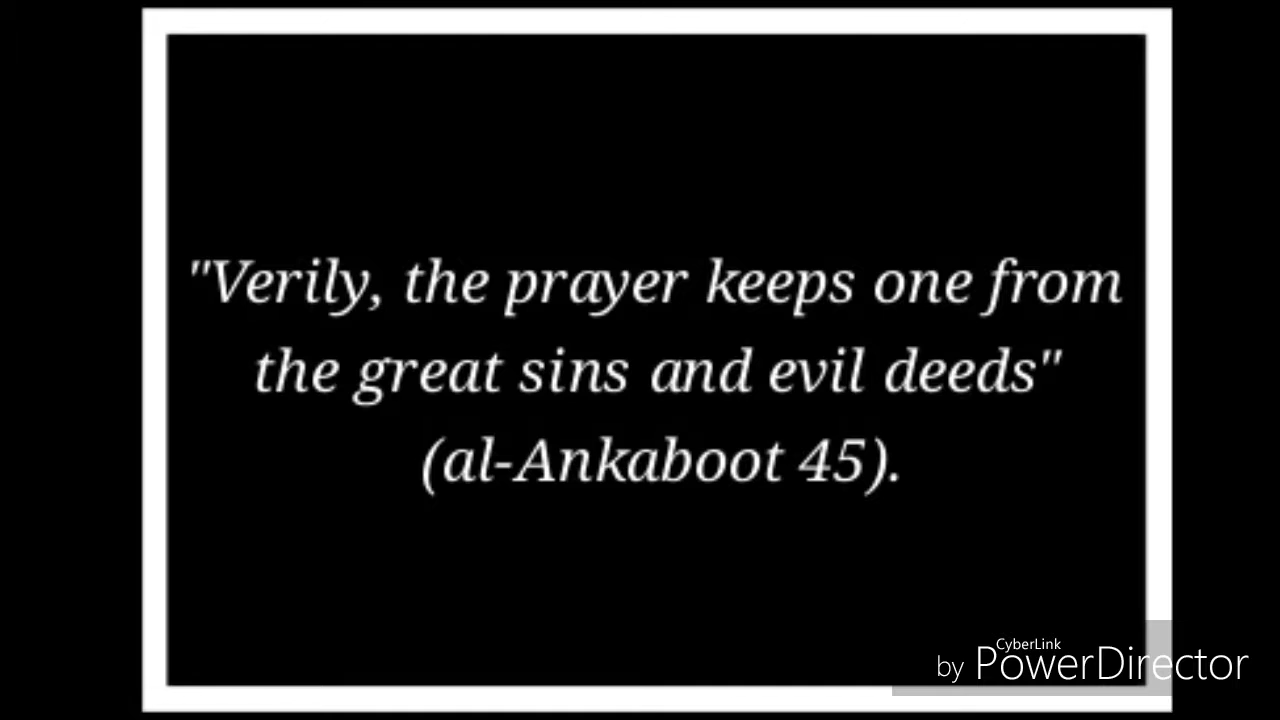 "Verily, the prayer keeps one from
the great sins and evil deeds"
(al-Ankaboot 45).
CyberLink
by PowerDirector